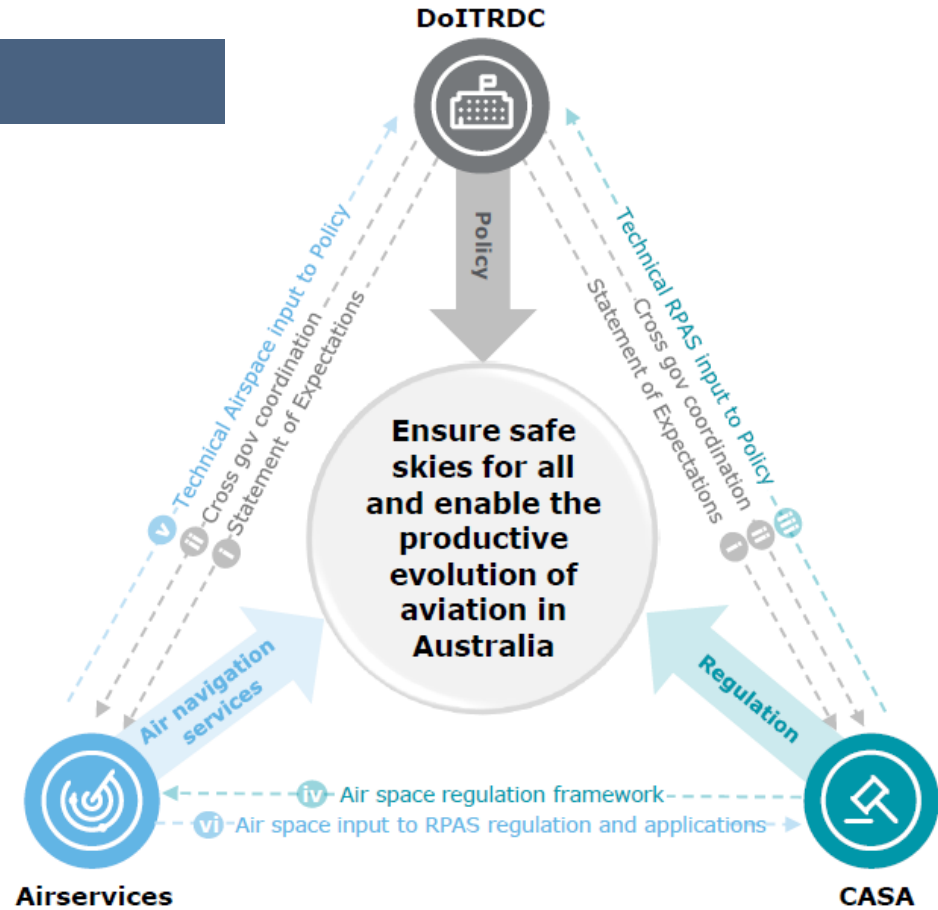 DoITRDC
Policy
v Technical Airspace input to Policy
ii Cross gov coordination
i Statement of Expectations
i Statement of Expectations
ii Cross gov coordination
iii Technical RPAS input to Policy
Ensure safe
skies for all
and enable the
productive
evolution of
aviation in
Australia
Air navigation
services
Regulation
iv Air space regulation framework
vi Air space input to RPAS regulation and applications
Airservices
CASA